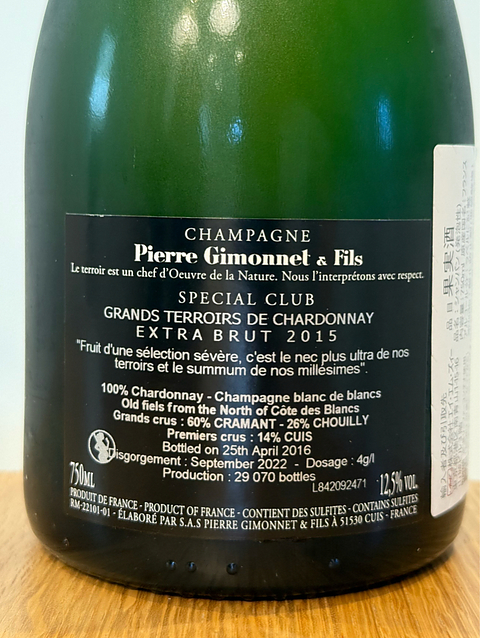 CHAMPAGNE
Pierre Gimonnet & Fils
Le terroir est un chef d'Oeuvre de la Nature. Nous l'interprétons avec respect.
SPECIAL CLUB
GRANDS TERROIRS DE CHARDONNAY
EXTRA BRUT 2015
"Fruit d'une sélection sévère, c'est le nec plus ultra de nos
terroirs et le summum de nos millésimes".
100% Chardonnay - Champagne blanc de blancs
Old fiels from the North of Côte des Blancs
Grands crus : 60% CRAMANT - 26% CHOUILLY
Premiers crus : 14% CUIS
Bottled on 25th April 2016
Disgorgement : September 2022 - Dosage : 4g/l
Production : 29 070 bottles
L842092471
750ML
12,5% VOL.
PRODUIT DE FRANCE - PRODUCT OF FRANCE - CONTIENT DES SULFITES - CONTAINS SULFITES
RM-22101-01 - ÉLABORÉ PAR S.A.S PIERRE GIMONNET & FILS À 51530 CUIS - FRANCE
品目 果実酒